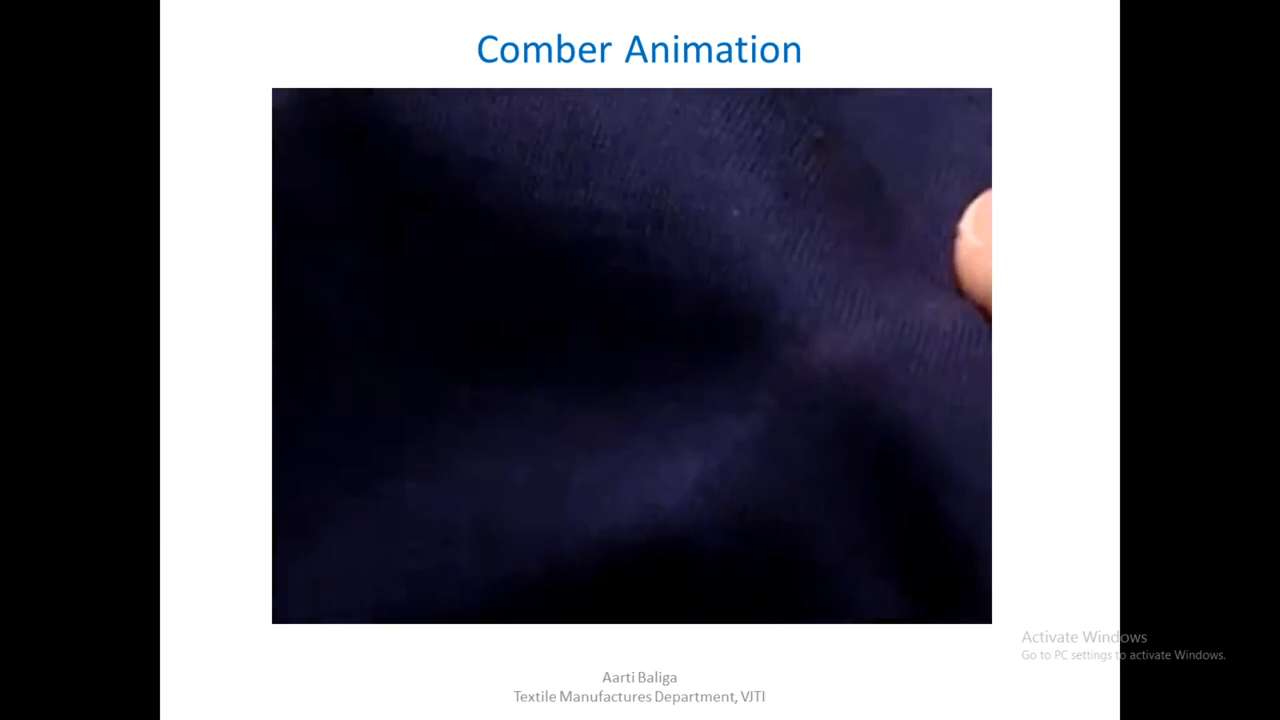 Comber Animation
Activate Windows
Go to PC settings to activate Windows.
Aarti Baliga
Textile Manufactures Department, VJTI